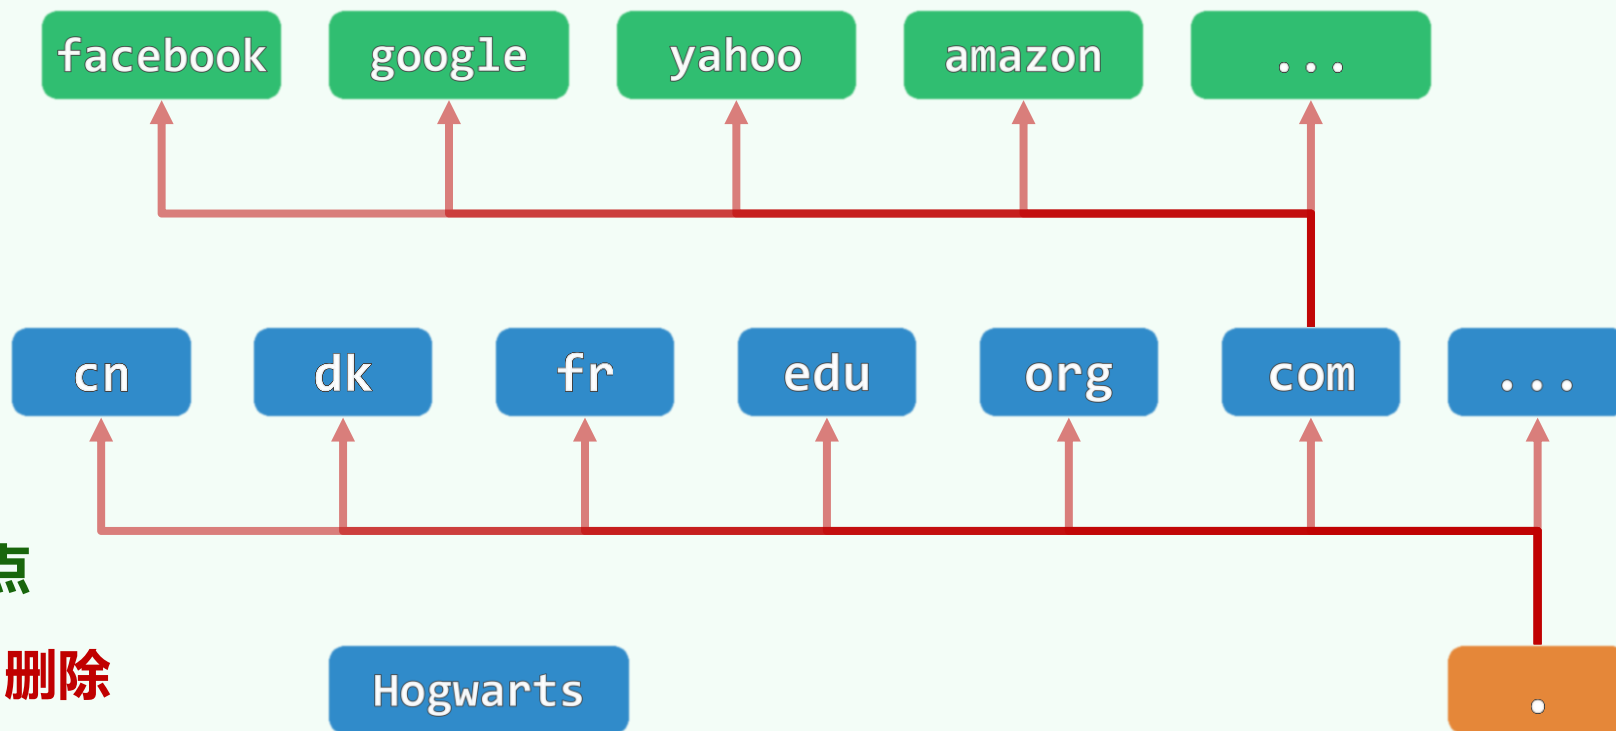 facebook google yahoo amazon ...
cn dk fr edu org com ...
点
删除
Hogwarts .